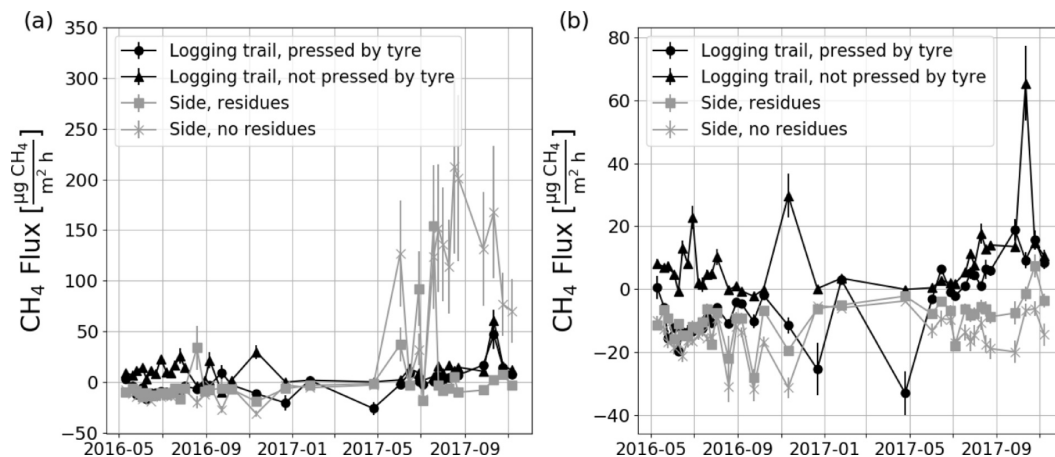 (a)
350
300
250
200
150
100
50
0
−50
CH4 Flux [μg CH4 / m2 h]
Logging trail, pressed by tyre
Logging trail, not pressed by tyre
Side, residues
Side, no residues
2016-05 2016-09 2017-01 2017-05 2017-09
(b)
80
60
40
20
0
−20
−40
CH4 Flux [μg CH4 / m2 h]
Logging trail, pressed by tyre
Logging trail, not pressed by tyre
Side, residues
Side, no residues
2016-05 2016-09 2017-01 2017-05 2017-09